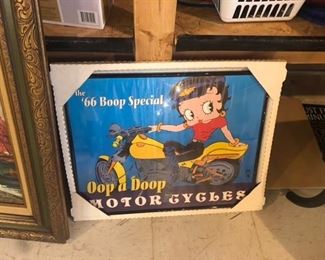 the
'66 Boop Special
Oop a Doop
MOTOR CYCLES